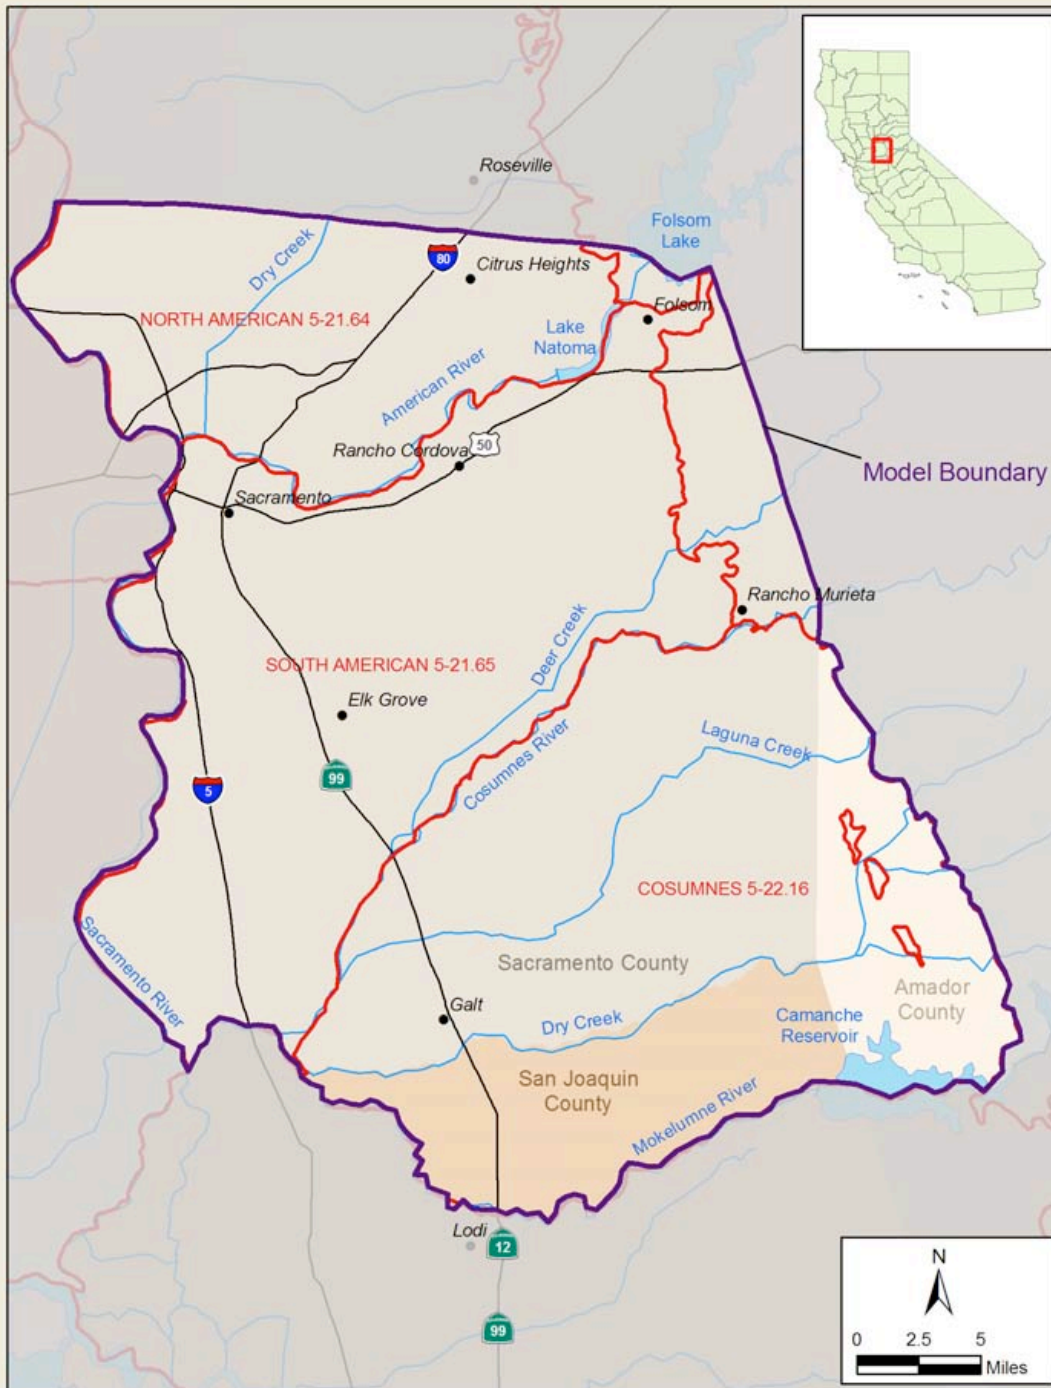 Roseville
Folsom
Lake
80
Citrus Heights
Dry Creek
NORTH AMERICAN 5-21.64
Folsom
Lake
Natoma
American River
Rancho Cordova
50
Model Boundary
Sacramento
Rancho Murieta
Deer Creek
SOUTH AMERICAN 5-21.65
Elk Grove
Cosumnes River
Laguna Creek
99
5
COSUMNES 5-22.16
Sacramento River
Sacramento County
Amador
County
Galt
Dry Creek
Camanche
Reservoir
San Joaquin
County
Mokelumne River
Lodi
12
99
N
0 2.5 5
Miles